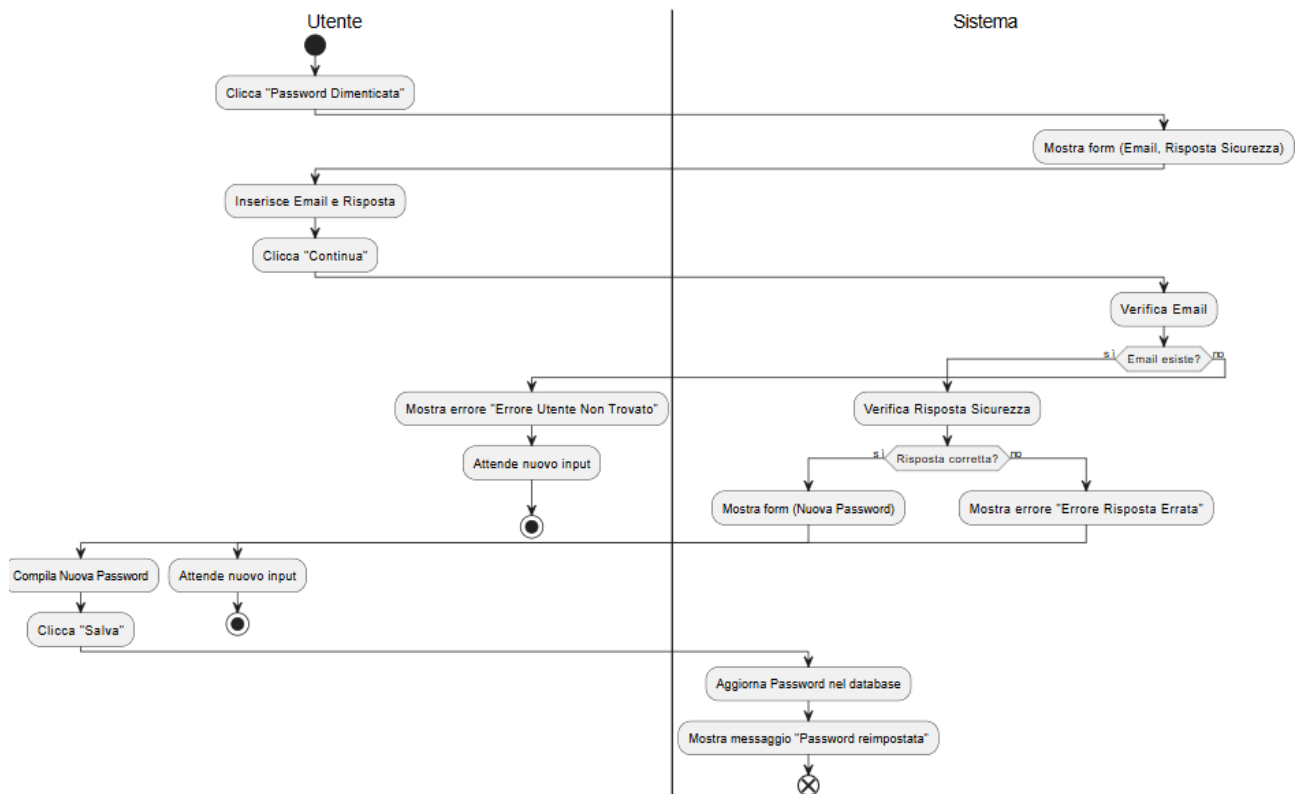 Utente
Sistema
Clicca "Password Dimenticata"
Mostra form (Email, Risposta Sicurezza)
Inserisce Email e Risposta
Clicca "Continua"
Verifica Email
sì
Email esiste?
no
Mostra errore "Errore Utente Non Trovato"
Verifica Risposta Sicurezza
Attende nuovo input
sì
Risposta corretta?
no
Mostra form (Nuova Password)
Mostra errore "Errore Risposta Errata"
Compila Nuova Password
Attende nuovo input
Clicca "Salva"
Aggiorna Password nel database
Mostra messaggio "Password reimpostata"